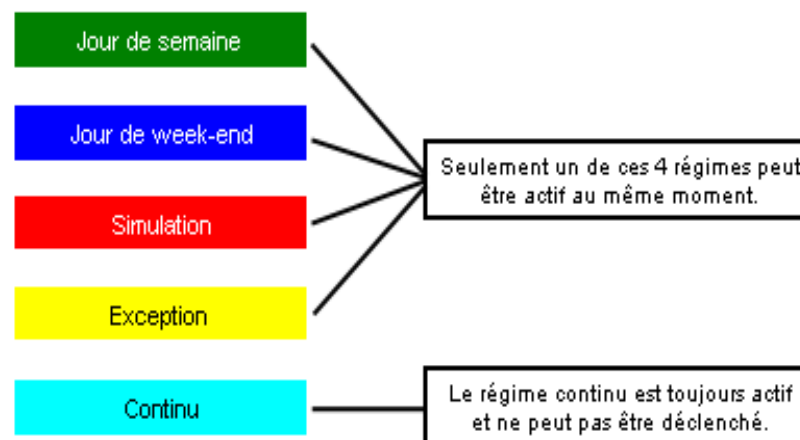 Jour de semaine
Jour de week-end
Seulement un de ces 4 régimes peut
être actif au même moment.
Simulation
Exception
Continu
Le régime continu est toujours actif
et ne peut pas être déclenché.